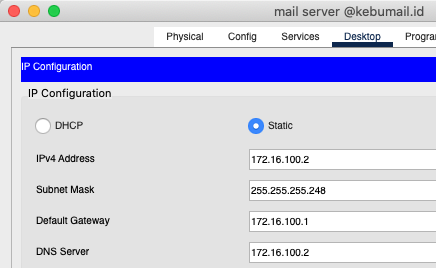 mail server @kebumail.id
Physical Config Services Desktop Progra
IP Configuration
IP Configuration
DHCP Static
IPv4 Address 172.16.100.2
Subnet Mask 255.255.255.248
Default Gateway 172.16.100.1
DNS Server 172.16.100.2